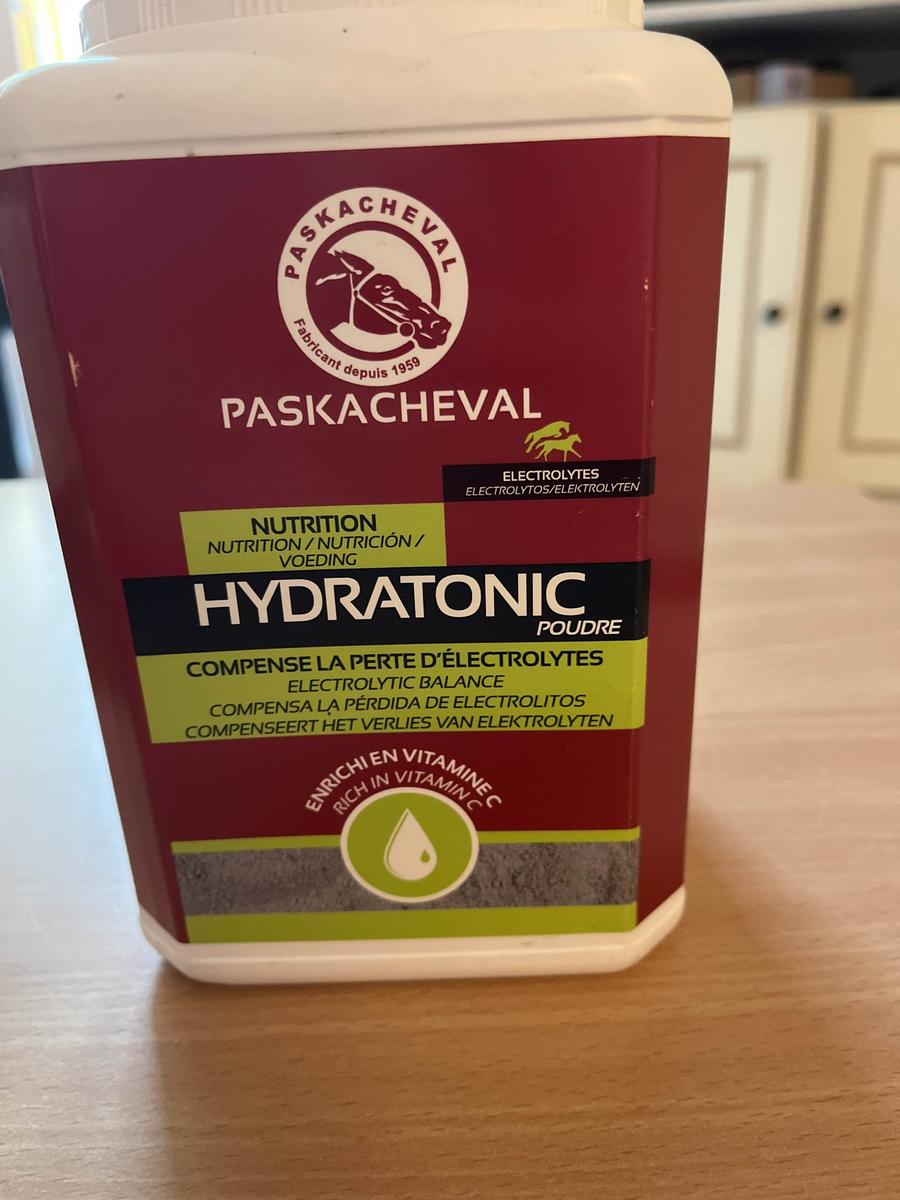 PASKACHEVAL
Fabricant depuis 1959
PASKACHEVAL
ELECTROLYTES
ELECTROLYTOS/ELEKTROLYTEN
NUTRITION
NUTRITION / NUTRICIÓN /
VOEDING
HYDRATONIC
POUDRE
COMPENSE LA PERTE D'ÉLECTROLYTES
ELECTROLYTIC BALANCE
COMPENSA LA PÉRDIDA DE ELECTROLITOS
COMPENSEERT HET VERLIES VAN ELEKTROLYTEN
ENRICHI EN VITAMINE C
RICH IN VITAMIN C